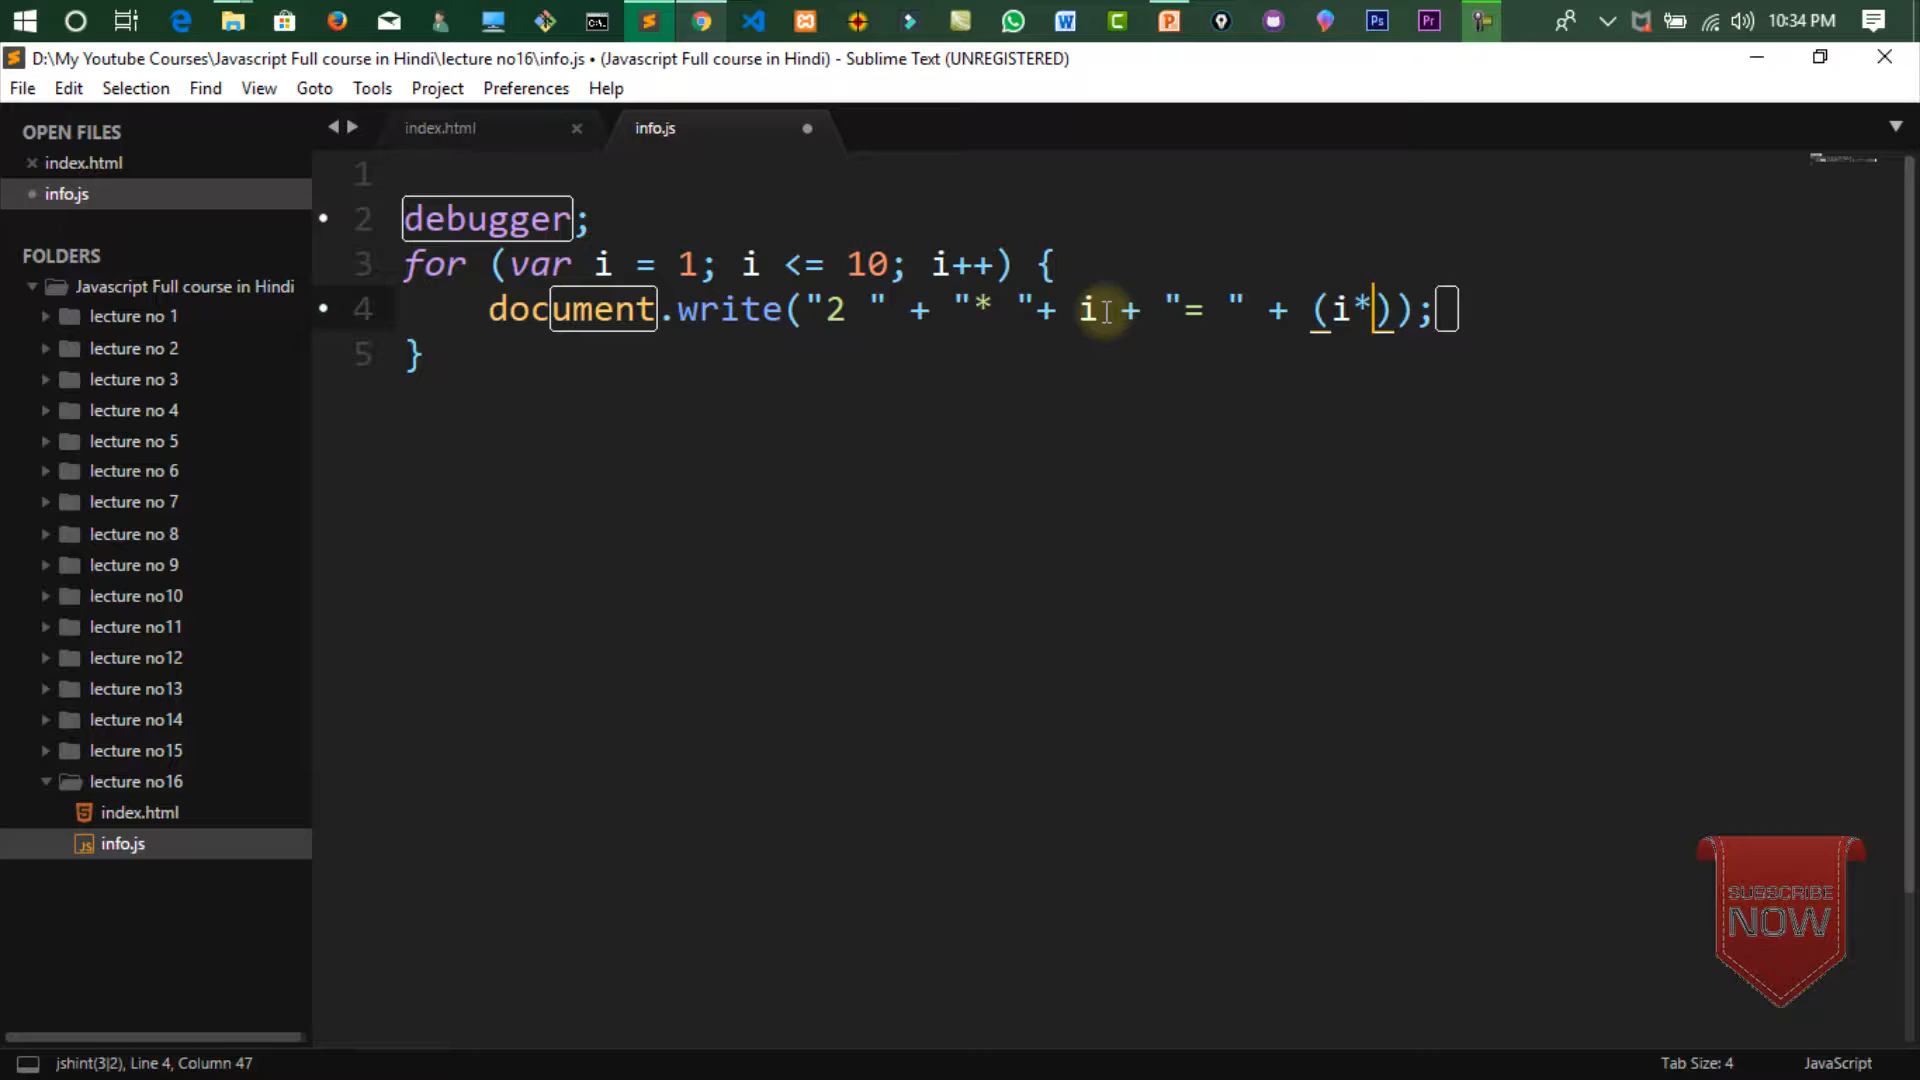 10:34 PM
D:\My Youtube Courses\Javascript Full course in Hindi\lecture no16\info.js • (Javascript Full course in Hindi) - Sublime Text (UNREGISTERED)
File Edit Selection Find View Goto Tools Project Preferences Help
OPEN FILES
index.html
info.js
FOLDERS
Javascript Full course in Hindi
lecture no 1
lecture no 2
lecture no 3
lecture no 4
lecture no 5
lecture no 6
lecture no 7
lecture no 8
lecture no 9
lecture no10
lecture no11
lecture no12
lecture no13
lecture no14
lecture no15
lecture no16
index.html
info.js
index.html info.js
1
2 debugger;
3 for (var i = 1; i <= 10; i++) {
4 document.write("2 " + "* "+ i + "= " + (i*));
5 }
SUBSCRIBE
NOW
jshint(3|2), Line 4, Column 47
Tab Size: 4 JavaScript